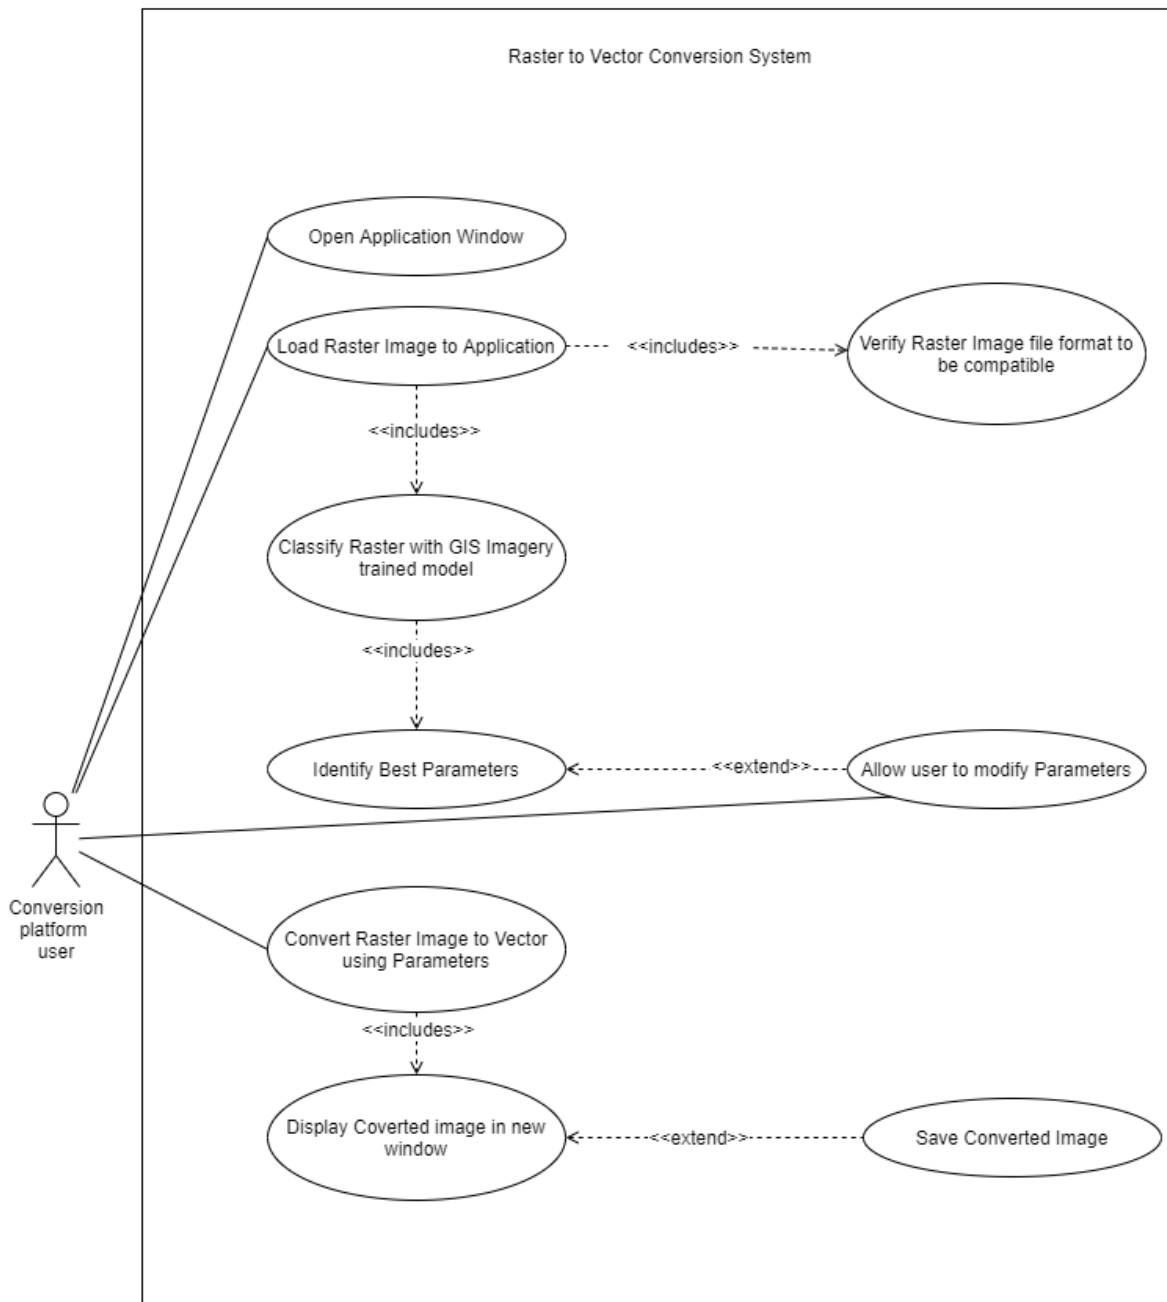 Raster to Vector Conversion System
Open Application Window
Load Raster Image to Application
<<includes>>
Verify Raster Image file format to
be compatible
<<includes>>
Classify Raster with GIS Imagery
trained model
<<includes>>
Identify Best Parameters
<<extend>>
Allow user to modify Parameters
Conversion
platform
user
Convert Raster Image to Vector
using Parameters
<<includes>>
Display Coverted image in new
window
<<extend>>
Save Converted Image